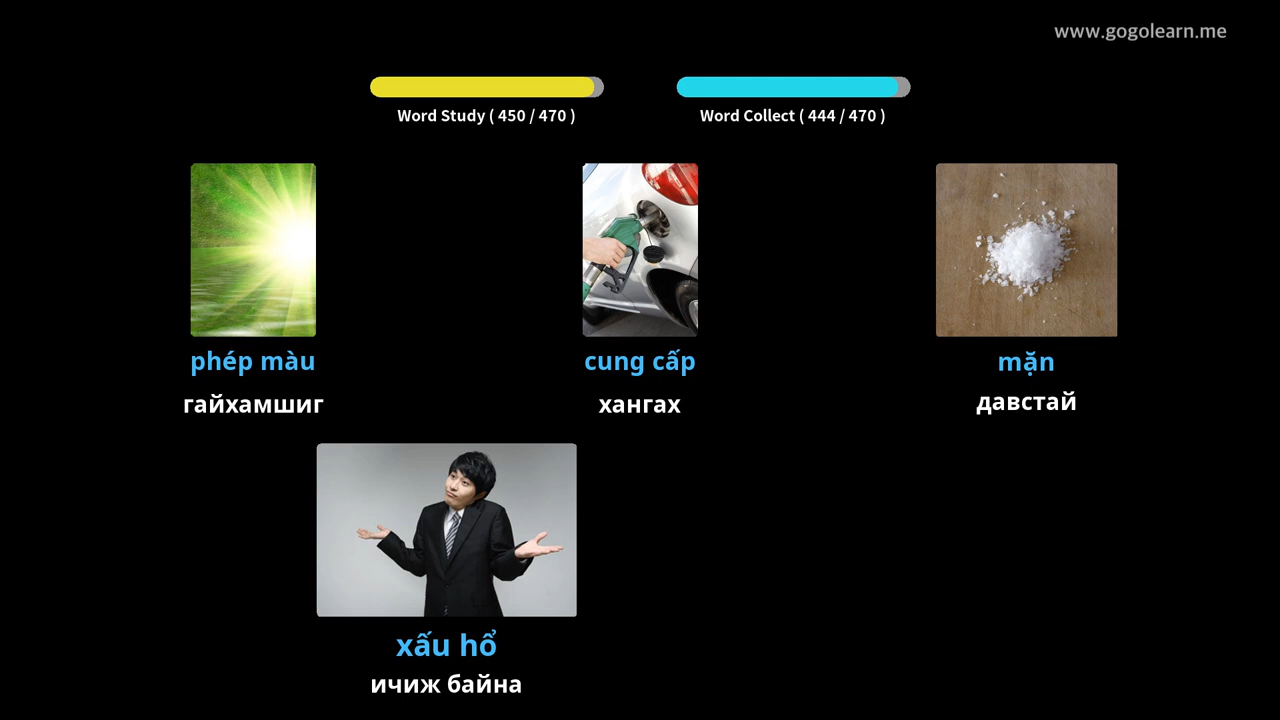 www.gogolearn.me
Word Study ( 450 / 470 )
Word Collect ( 444 / 470 )
phép màu
гайхамшиг
cung cấp
хангах
mặn
давстай
xấu hổ
ичиж байна